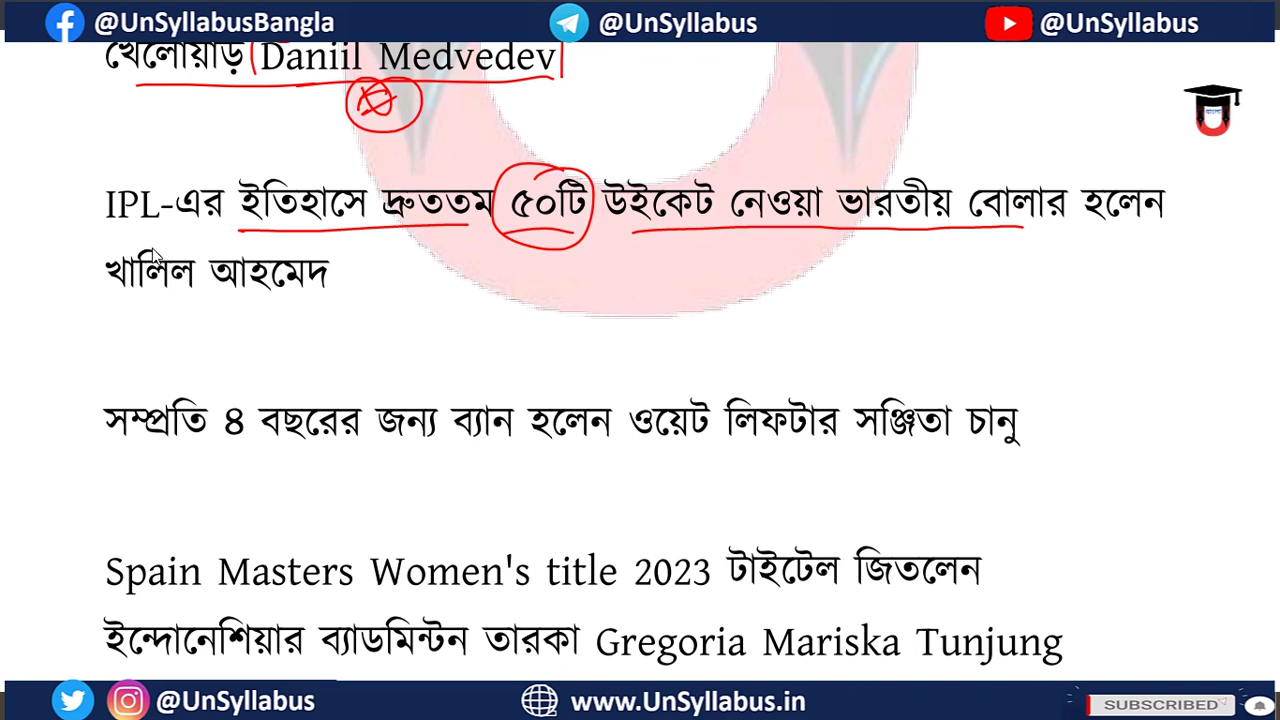 @UnSyllabusBangla @UnSyllabus @UnSyllabus
খেলোয়াড় Daniil Medvedev
IPL-এর ইতিহাসে দ্রুততম ৫০টি উইকেট নেওয়া ভারতীয় বোলার হলেন
খালিল আহমেদ
সম্প্রতি ৪ বছরের জন্য ব্যান হলেন ওয়েট লিফটার সঞ্জিতা চানু
Spain Masters Women's title 2023 টাইটেল জিতলেন
ইন্দোনেশিয়ার ব্যাডমিন্টন তারকা Gregoria Mariska Tunjung
@UnSyllabus www.UnSyllabus.in SUBSCRIBED